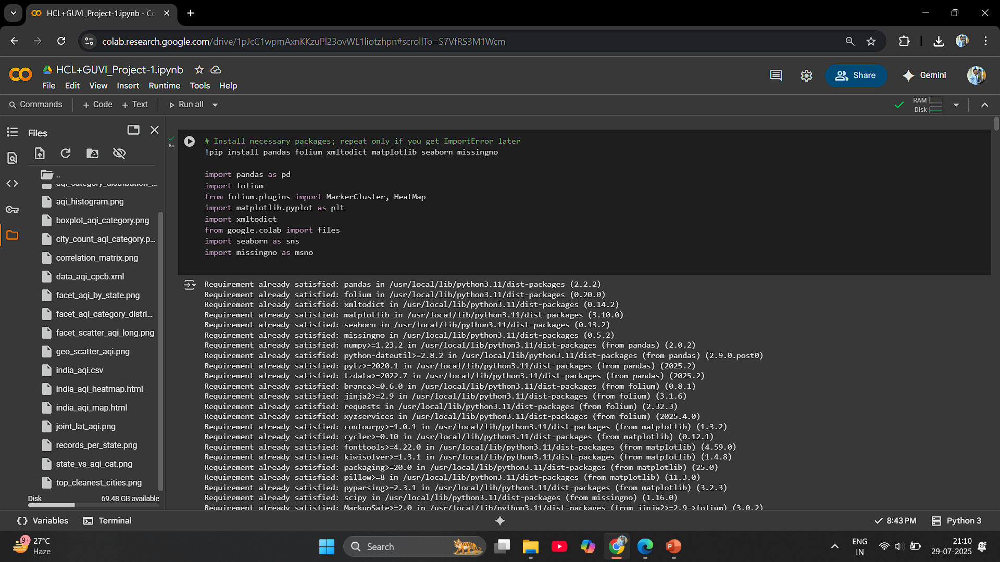 HCL+GUVI_Project-1.ipynb - Co
colab.research.google.com/drive/1pJcC1wpmAxnKKzuPl23ovWL1liotzhpn#scrollTo=S7VfRS3M1Wcm
HCL+GUVI_Project-1.ipynb
File Edit View Insert Runtime Tools Help
Share
Gemini
Commands + Code + Text Run all
RAM
Disk
Files
..
aqi_category_distribution_...
aqi_histogram.png
boxplot_aqi_category.png
city_count_aqi_category.p...
correlation_matrix.png
data_aqi_cpcb.xml
facet_aqi_by_state.png
facet_aqi_category_distri...
facet_scatter_aqi_long.png
geo_scatter_aqi.png
india_aqi.csv
india_aqi_heatmap.html
india_aqi_map.html
joint_lat_aqi.png
records_per_state.png
state_vs_aqi_cat.png
top_cleanest_cities.png
Disk 69.48 GB available
8s
# Install necessary packages; repeat only if you get ImportError later
!pip install pandas folium xmltodict matplotlib seaborn missingno
import pandas as pd
import folium
from folium.plugins import MarkerCluster, HeatMap
import matplotlib.pyplot as plt
import xmltodict
from google.colab import files
import seaborn as sns
import missingno as msno
Requirement already satisfied: pandas in /usr/local/lib/python3.11/dist-packages (2.2.2)
Requirement already satisfied: folium in /usr/local/lib/python3.11/dist-packages (0.20.0)
Requirement already satisfied: xmltodict in /usr/local/lib/python3.11/dist-packages (0.14.2)
Requirement already satisfied: matplotlib in /usr/local/lib/python3.11/dist-packages (3.10.0)
Requirement already satisfied: seaborn in /usr/local/lib/python3.11/dist-packages (0.13.2)
Requirement already satisfied: missingno in /usr/local/lib/python3.11/dist-packages (0.5.2)
Requirement already satisfied: numpy>=1.23.2 in /usr/local/lib/python3.11/dist-packages (from pandas) (2.0.2)
Requirement already satisfied: python-dateutil>=2.8.2 in /usr/local/lib/python3.11/dist-packages (from pandas) (2.9.0.post0)
Requirement already satisfied: pytz>=2020.1 in /usr/local/lib/python3.11/dist-packages (from pandas) (2025.2)
Requirement already satisfied: tzdata>=2022.7 in /usr/local/lib/python3.11/dist-packages (from pandas) (2025.2)
Requirement already satisfied: branca>=0.6.0 in /usr/local/lib/python3.11/dist-packages (from folium) (0.8.1)
Requirement already satisfied: jinja2>=2.9 in /usr/local/lib/python3.11/dist-packages (from folium) (3.1.6)
Requirement already satisfied: requests in /usr/local/lib/python3.11/dist-packages (from folium) (2.32.3)
Requirement already satisfied: xyzservices in /usr/local/lib/python3.11/dist-packages (from folium) (2025.4.0)
Requirement already satisfied: contourpy>=1.0.1 in /usr/local/lib/python3.11/dist-packages (from matplotlib) (1.3.2)
Requirement already satisfied: cycler>=0.10 in /usr/local/lib/python3.11/dist-packages (from matplotlib) (0.12.1)
Requirement already satisfied: fonttools>=4.22.0 in /usr/local/lib/python3.11/dist-packages (from matplotlib) (4.59.0)
Requirement already satisfied: kiwisolver>=1.3.1 in /usr/local/lib/python3.11/dist-packages (from matplotlib) (1.4.8)
Requirement already satisfied: packaging>=20.0 in /usr/local/lib/python3.11/dist-packages (from matplotlib) (25.0)
Requirement already satisfied: pillow>=8 in /usr/local/lib/python3.11/dist-packages (from matplotlib) (11.3.0)
Requirement already satisfied: pyparsing>=2.3.1 in /usr/local/lib/python3.11/dist-packages (from matplotlib) (3.2.3)
Requirement already satisfied: scipy in /usr/local/lib/python3.11/dist-packages (from missingno) (1.16.0)
Requirement already satisfied: MarkupSafe>=2.0 in /usr/local/lib/python3.11/dist-packages (from jinja2>=2.9->folium) (3.0.2)
Variables Terminal
8:43 PM Python 3
9+ 27°C
Haze
Search
ENG
IN
21:10
29-07-2025